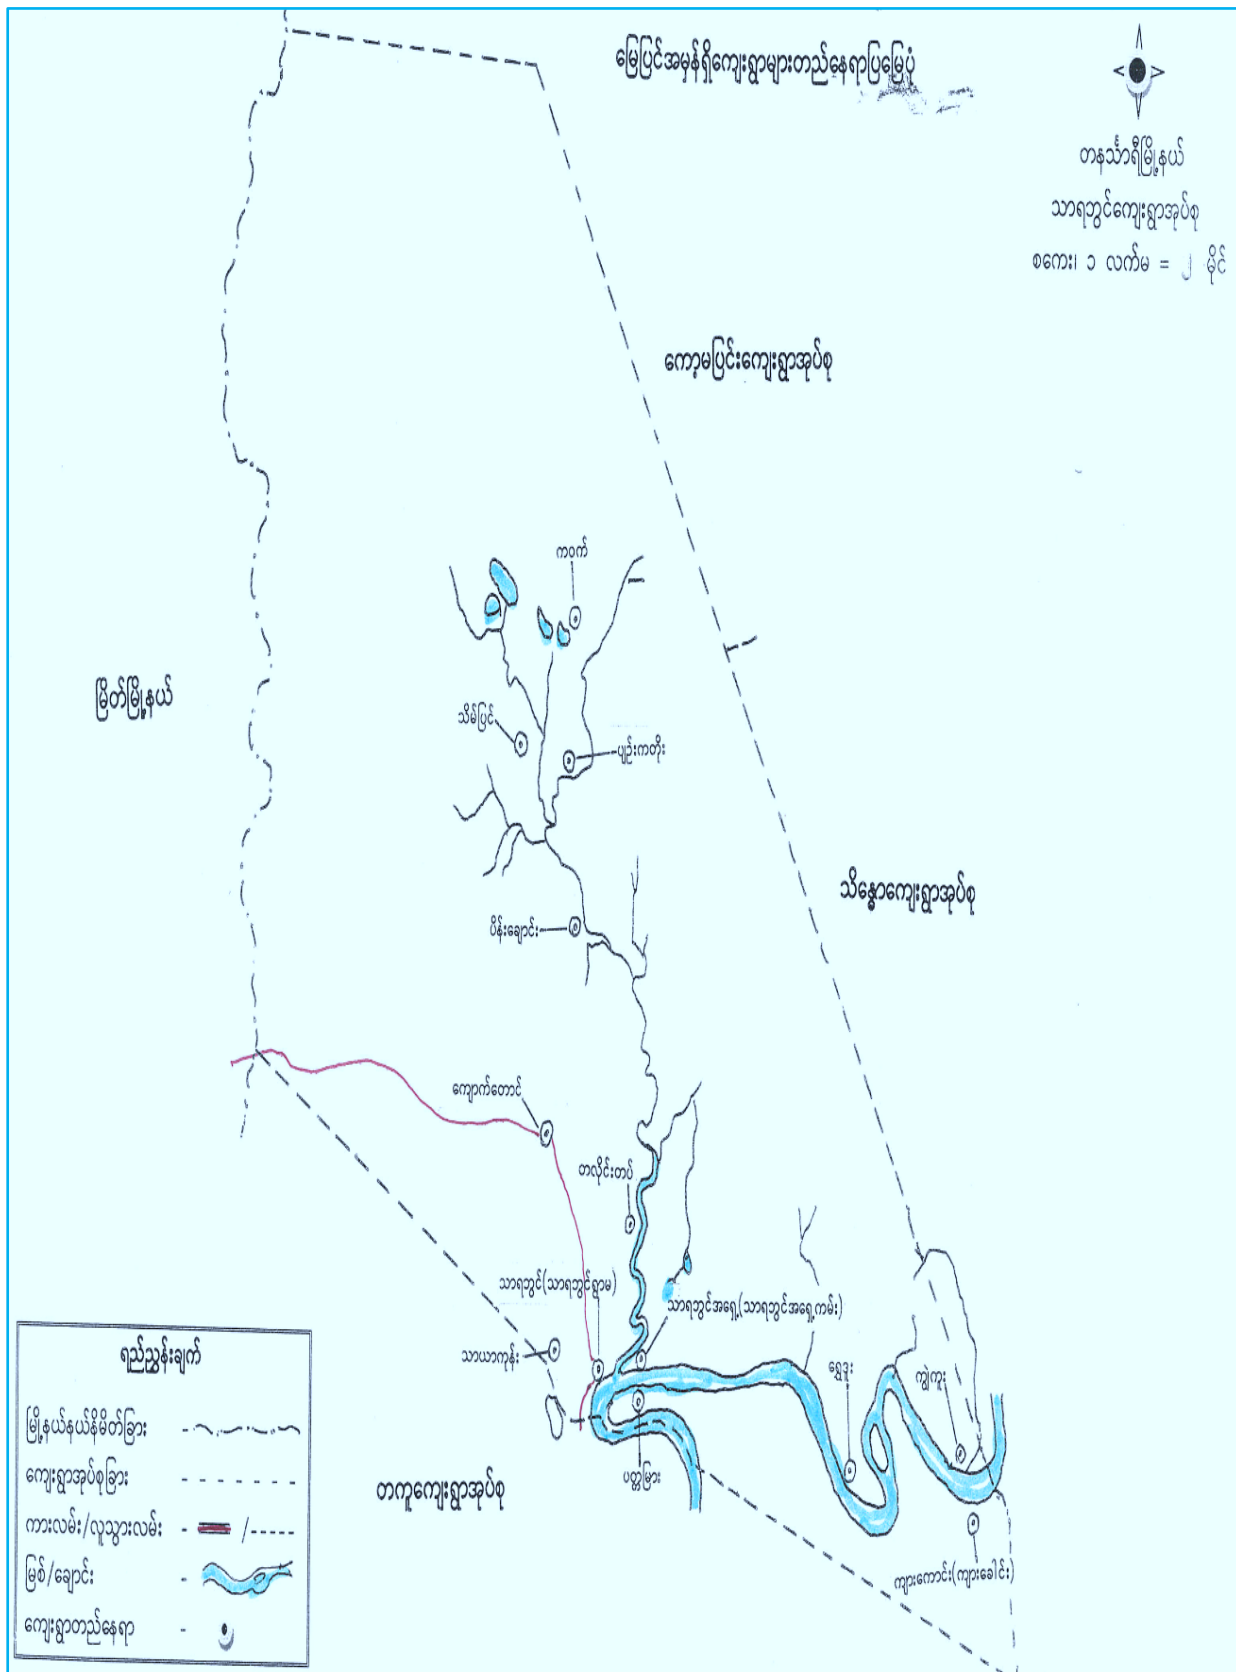 မြေပြင်အမှန်ရှိကျေးရွာများတည်နေရာပြမြေပုံ
တနင်္သာရီမြို့နယ်
သာရဘွင်ကျေးရွာအုပ်စု
စကေး၊ ၁ လက်မ = ၂ မိုင်
ကော့မပြင်းကျေးရွာအုပ်စု
ကဝက်
မြိတ်မြို့နယ်
သိမ်ပြင်
ပျဉ်းကတိုး
သိန္ဓောကျေးရွာအုပ်စု
ပိန်းချောင်း
ကျောက်တောင်
ဘလိုင်းတပ်
သာရဘွင်(သာရဘွင်ရွာမ)
သာရဘွင်အရှေ့(သာရဘွင်အရှေ့ကမ်း)
သာယာကုန်း
ရွှေဒူး
ကျွဲကူး
ပတ္တမြား
တကူကျေးရွာအုပ်စု
ကျားကောင်း(ကျားခေါင်း)
ရည်ညွှန်းချက်
မြို့နယ်နယ်နိမိတ်ခြား -
ကျေးရွာအုပ်စုခြား -
ကားလမ်း/လူသွားလမ်း - /-----
မြစ်/ချောင်း -
ကျေးရွာတည်နေရာ -